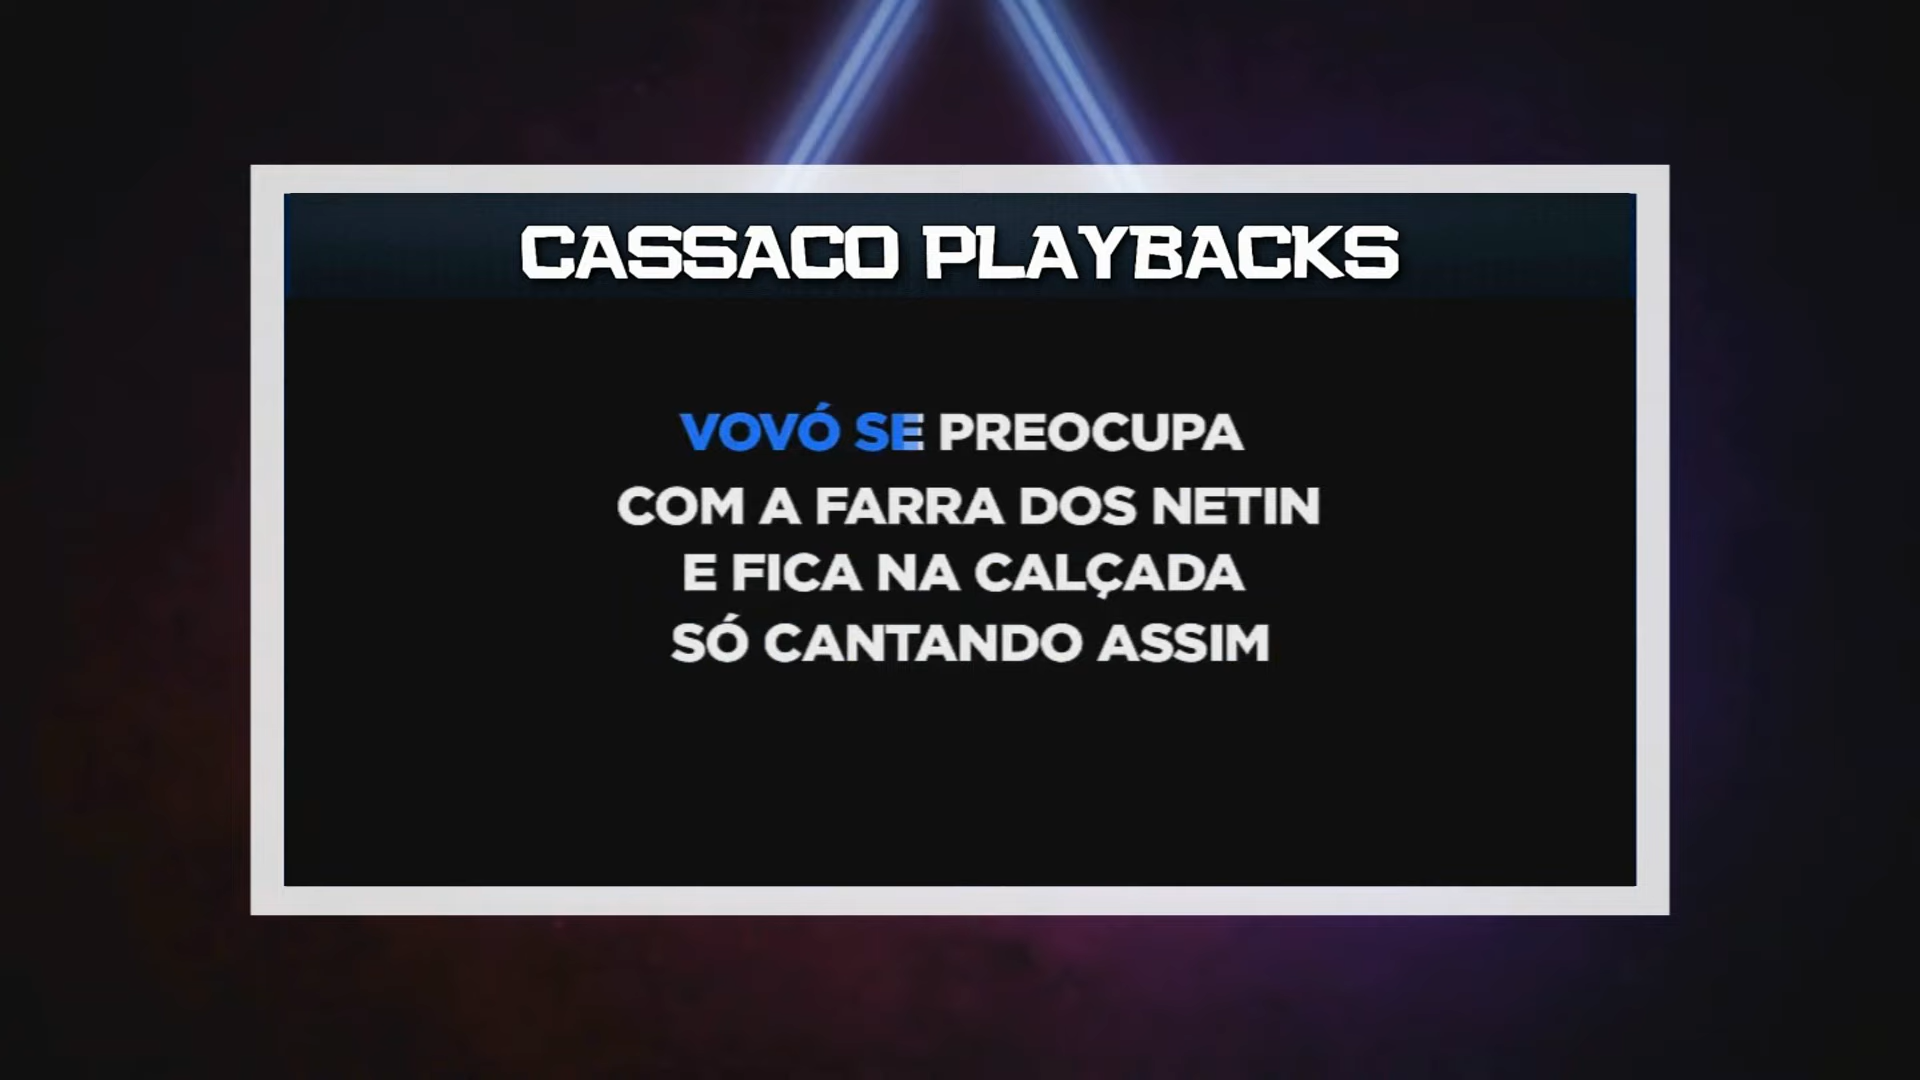 CASSACO PLAYBACKS
VOVÓ SE PREOCUPA
COM A FARRA DOS NETIN
E FICA NA CALÇADA
SÓ CANTANDO ASSIM